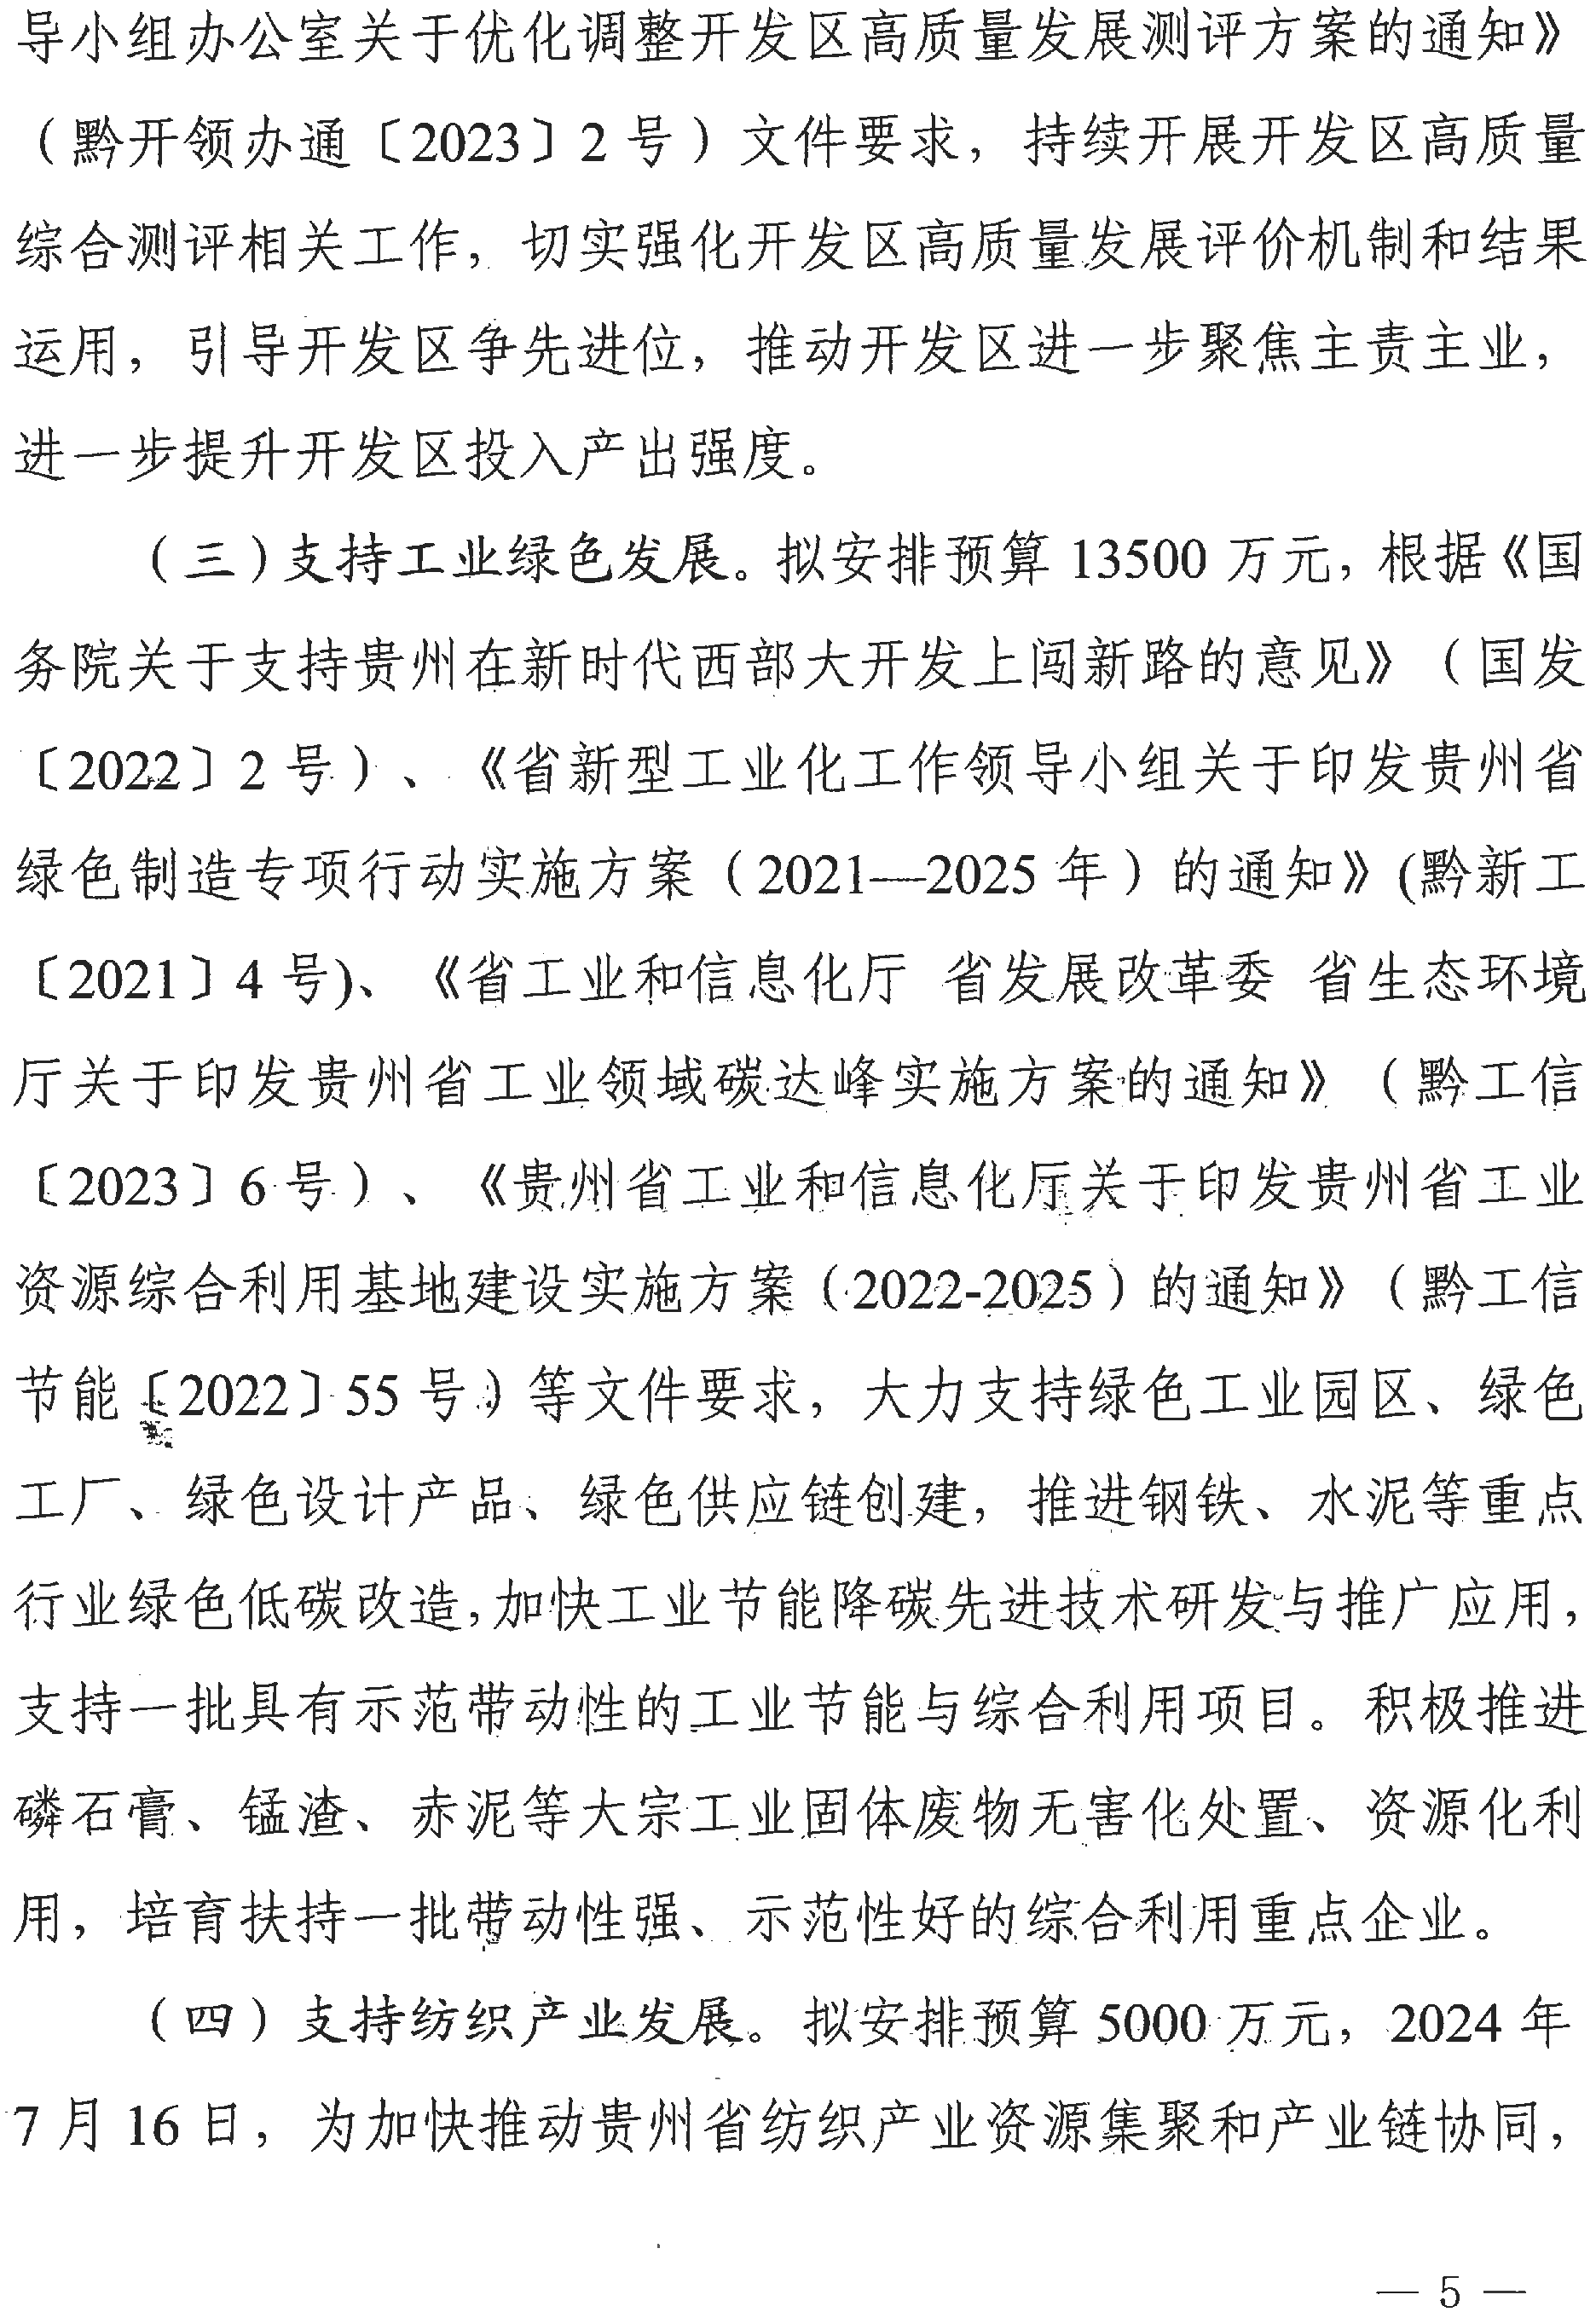 导小组办公室关于优化调整开发区高质量发展测评方案的通知》
（黔开领办通〔2023〕2 号）文件要求，持续开展开发区高质量
综合测评相关工作，切实强化开发区高质量发展评价机制和结果
运用，引导开发区争先进位，推动开发区进一步聚焦主责主业，
进一步提升开发区投入产出强度。
（三）支持工业绿色发展。拟安排预算 13500 万元，根据《国
务院关于支持贵州在新时代西部大开发上闯新路的意见》（国发
〔2022〕2 号）、《省新型工业化工作领导小组关于印发贵州省
绿色制造专项行动实施方案（2021—2025 年）的通知》(黔新工
〔2021〕4 号)、《省工业和信息化厅 省发展改革委 省生态环境
厅关于印发贵州省工业领域碳达峰实施方案的通知》（黔工信
〔2023〕6 号）、《贵州省工业和信息化厅关于印发贵州省工业
资源综合利用基地建设实施方案（2022-2025）的通知》（黔工信
节能〔2022〕55 号）等文件要求，大力支持绿色工业园区、绿色
工厂、绿色设计产品、绿色供应链创建，推进钢铁、水泥等重点
行业绿色低碳改造，加快工业节能降碳先进技术研发与推广应用，
支持一批具有示范带动性的工业节能与综合利用项目。积极推进
磷石膏、锰渣、赤泥等大宗工业固体废物无害化处置、资源化利
用，培育扶持一批带动性强、示范性好的综合利用重点企业。
（四）支持纺织产业发展。拟安排预算 5000 万元，2024 年
7 月 16 日，为加快推动贵州省纺织产业资源集聚和产业链协同，
— 5 —